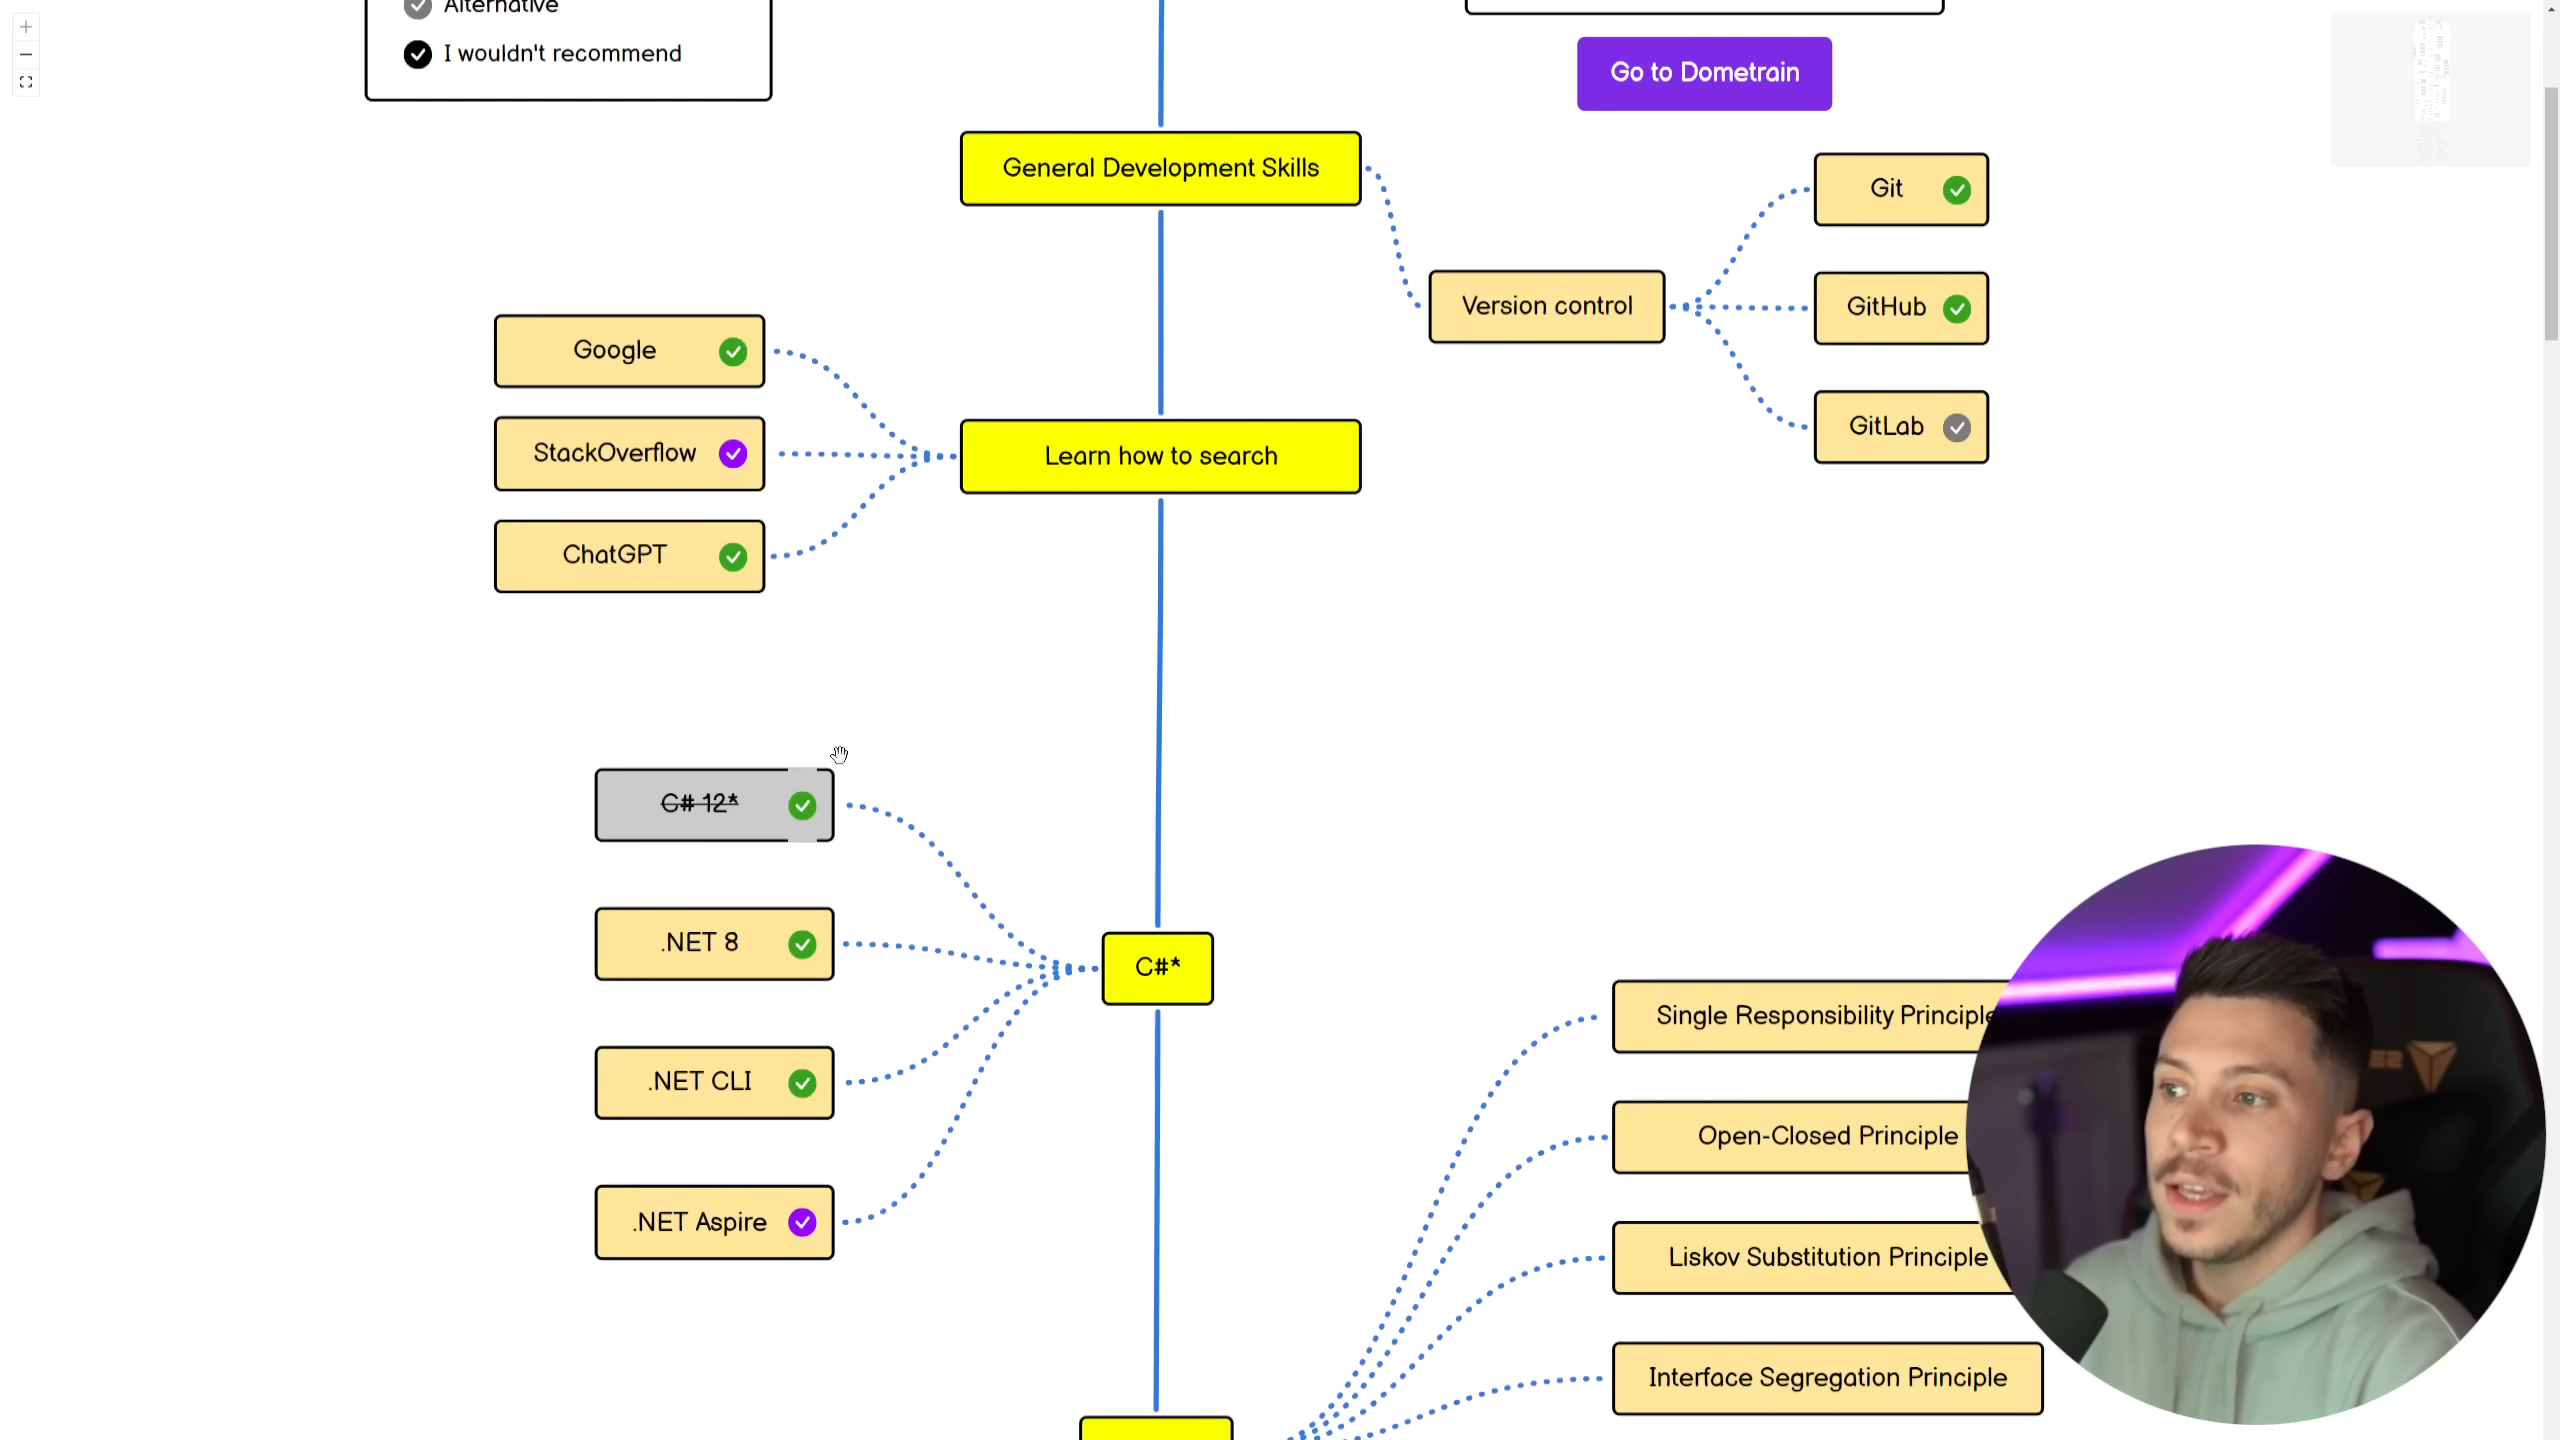 Alternative
I wouldn't recommend
Go to Dometrain
General Development Skills
Git
Version control
GitHub
GitLab
Google
StackOverflow
ChatGPT
Learn how to search
C# 12*
.NET 8
.NET CLI
.NET Aspire
C#*
Single Responsibility Principle
Open-Closed Principle
Liskov Substitution Principle
Interface Segregation Principle